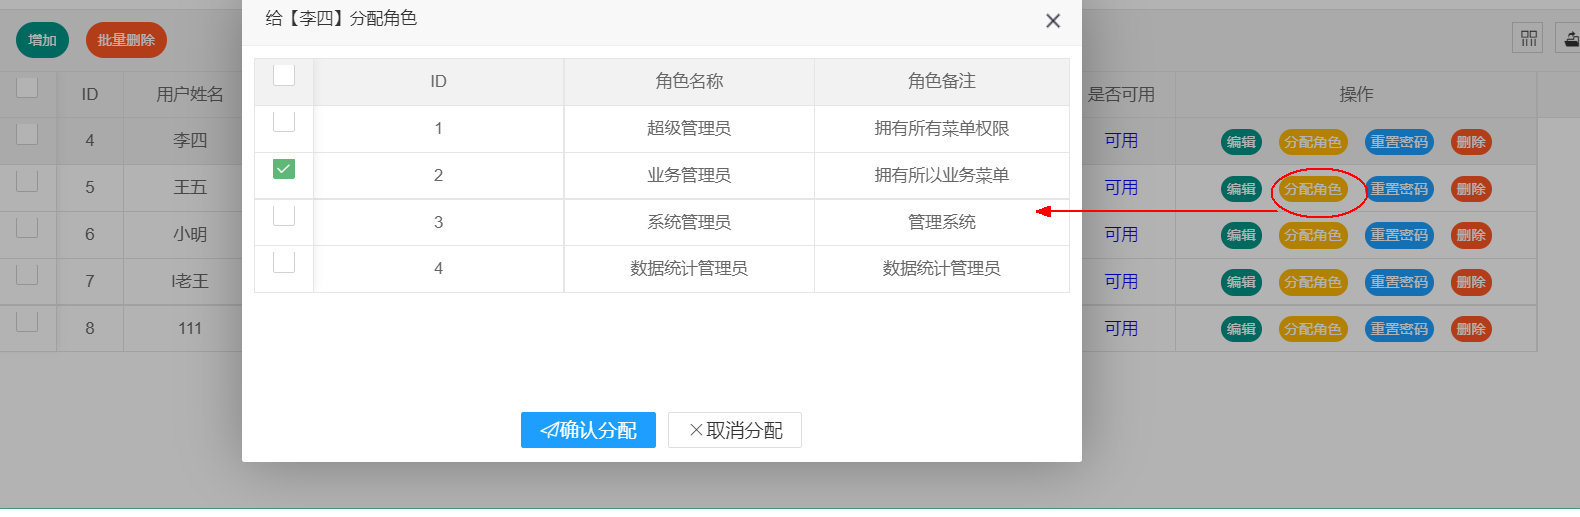 给【李四】分配角色
增加 批量删除
ID 用户姓名 是否可用 操作
4 李四 可用 编辑 分配角色 重置密码 删除
5 王五 可用 编辑 分配角色 重置密码 删除
6 小明 可用 编辑 分配角色 重置密码 删除
7 l老王 可用 编辑 分配角色 重置密码 删除
8 111 可用 编辑 分配角色 重置密码 删除
ID 角色名称 角色备注
1 超级管理员 拥有所有菜单权限
2 业务管理员 拥有所以业务菜单
3 系统管理员 管理系统
4 数据统计管理员 数据统计管理员
确认分配 取消分配